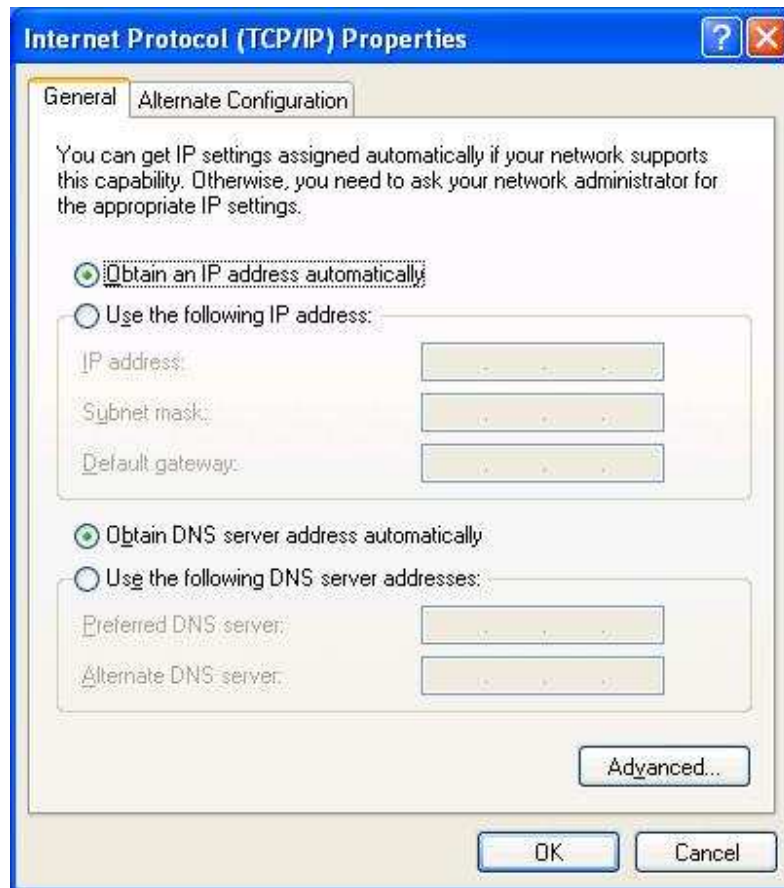 Internet Protocol (TCP/IP) Properties
General
Alternate Configuration
You can get IP settings assigned automatically if your network supports
this capability. Otherwise, you need to ask your network administrator for
the appropriate IP settings.
Obtain an IP address automatically
Use the following IP address:
IP address:
Subnet mask:
Default gateway:
Obtain DNS server address automatically
Use the following DNS server addresses:
Preferred DNS server:
Alternate DNS server:
Advanced...
OK
Cancel